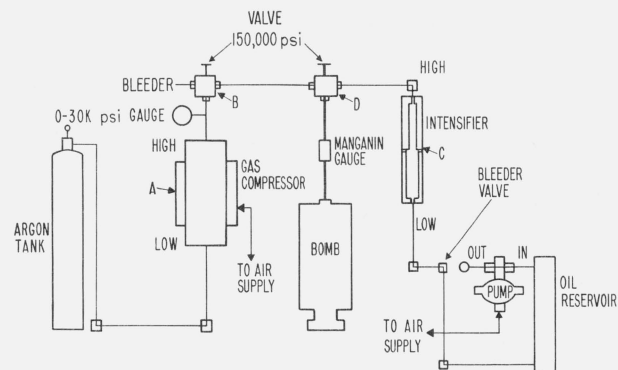 VALVE
150,000 psi
BLEEDER
B
D
HIGH
0-30K psi GAUGE
HIGH
MANGANIN
GAUGE
INTENSIFIER
C
A
GAS
COMPRESSOR
BLEEDER
VALVE
ARGON
TANK
LOW
TO AIR
SUPPLY
BOMB
LOW
OUT
IN
PUMP
OIL
RESERVOIR
TO AIR
SUPPLY